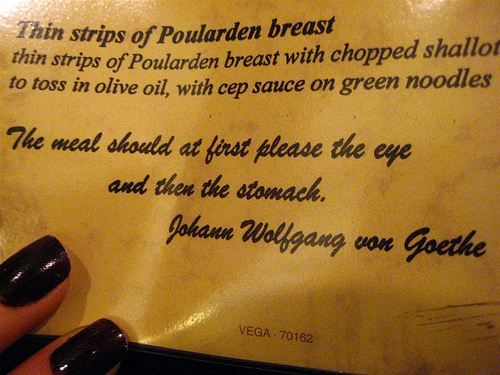 Thin strips of Poularden breast
thin strips of Poularden breast with chopped shallot
to toss in olive oil, with cep sauce on green noodles
The meal should at first please the eye
and then the stomach.
Johann Wolfgang von Goethe
VEGA - 70162